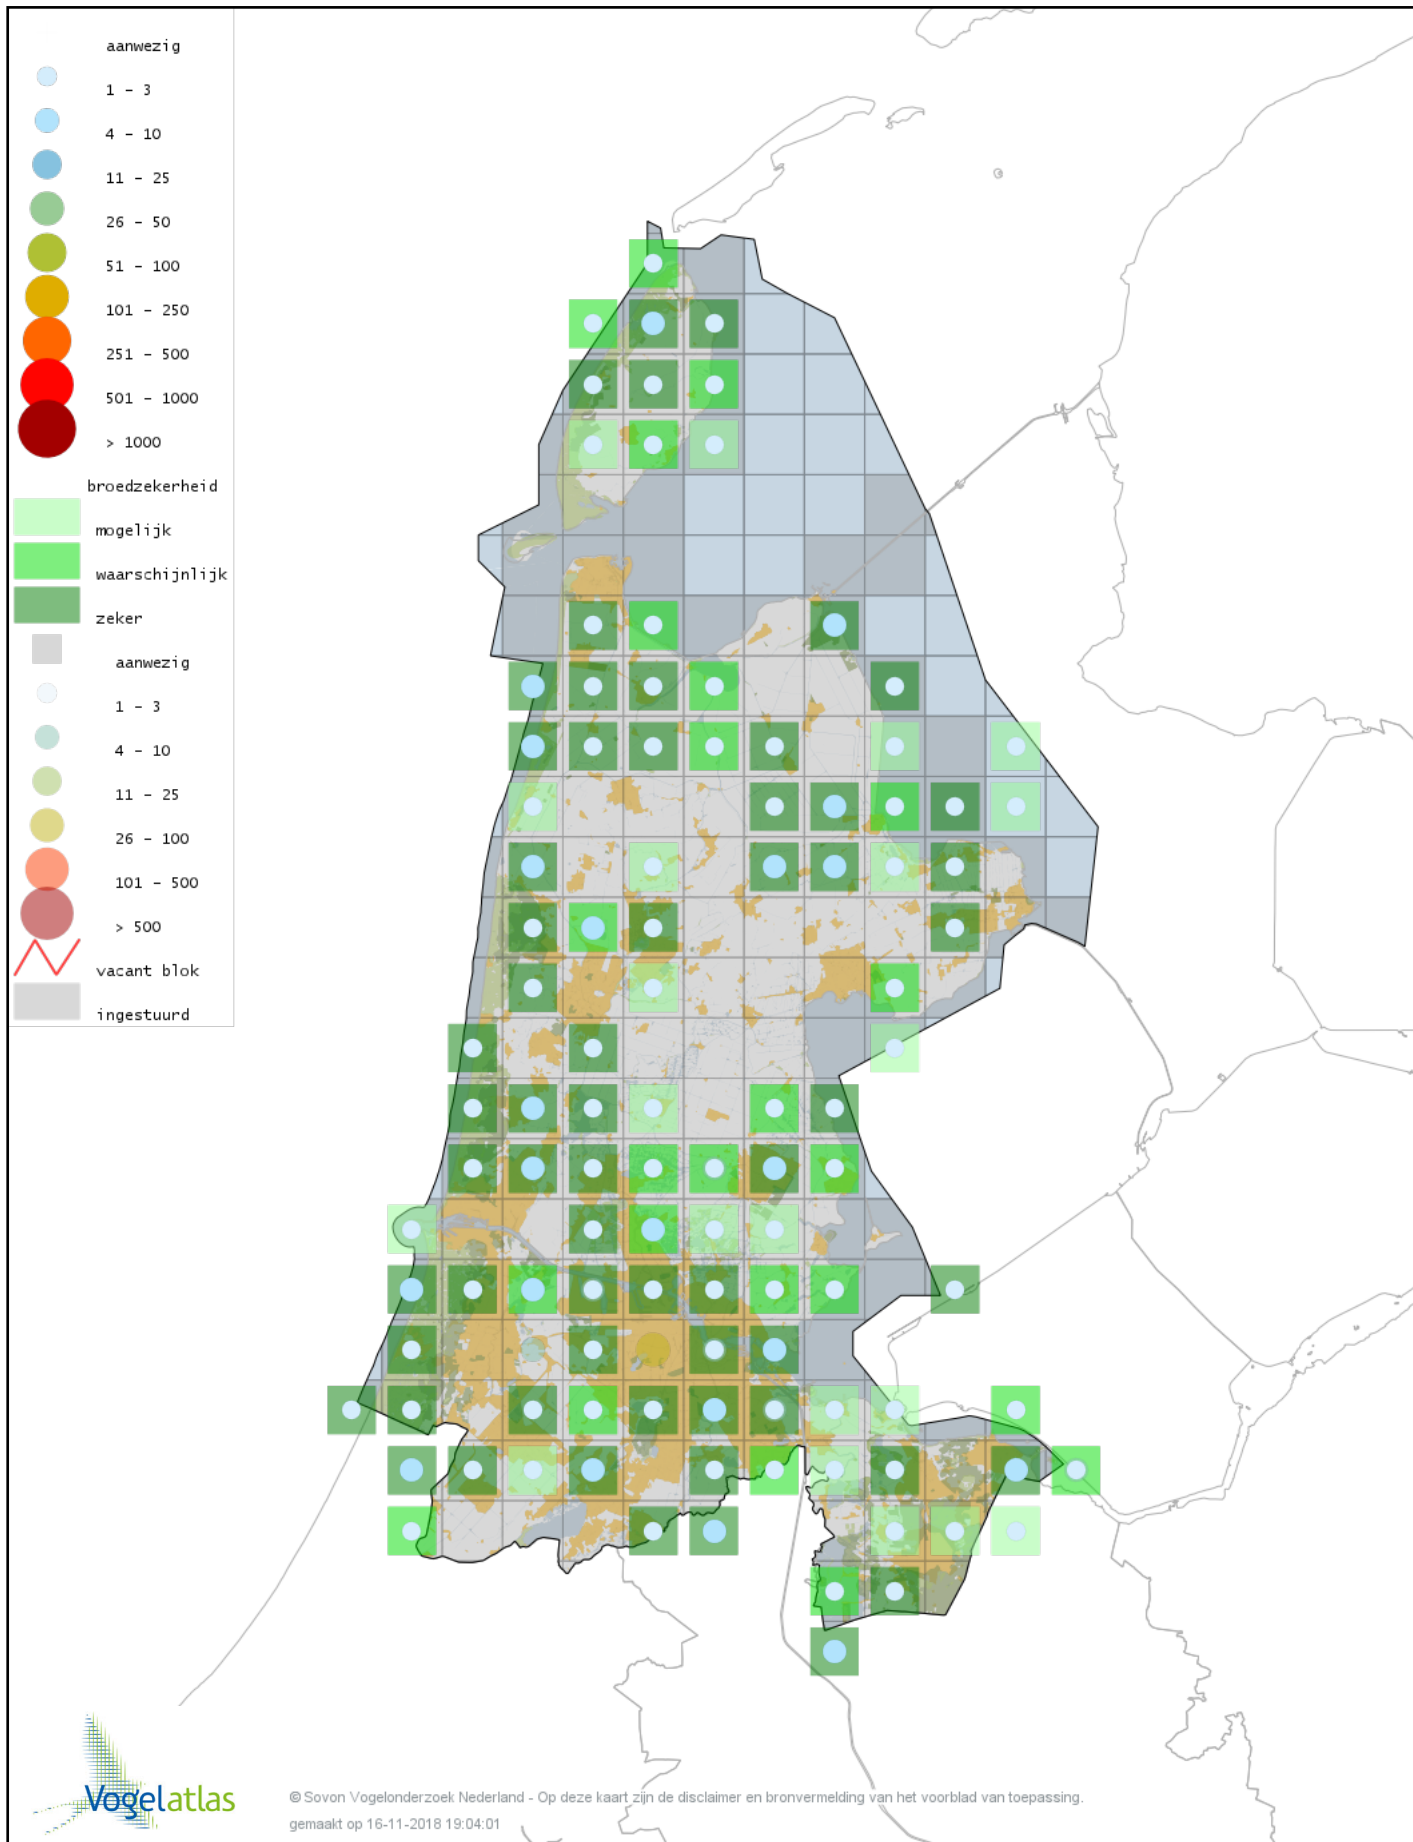 aanwezig
1 - 3
4 - 10
11 - 25
26 - 50
51 - 100
101 - 250
251 - 500
501 - 1000
> 1000
broedzekerheid
mogelijk
waarschijnlijk
zeker
aanwezig
1 - 3
4 - 10
11 - 25
26 - 100
101 - 500
> 500
vacant blok
ingestuurd
Vogelatlas
© Sovon Vogelonderzoek Nederland - Op deze kaart zijn de disclaimer en bronvermelding van het voorblad van toepassing.
gemaakt op 16-11-2018 19:04:01